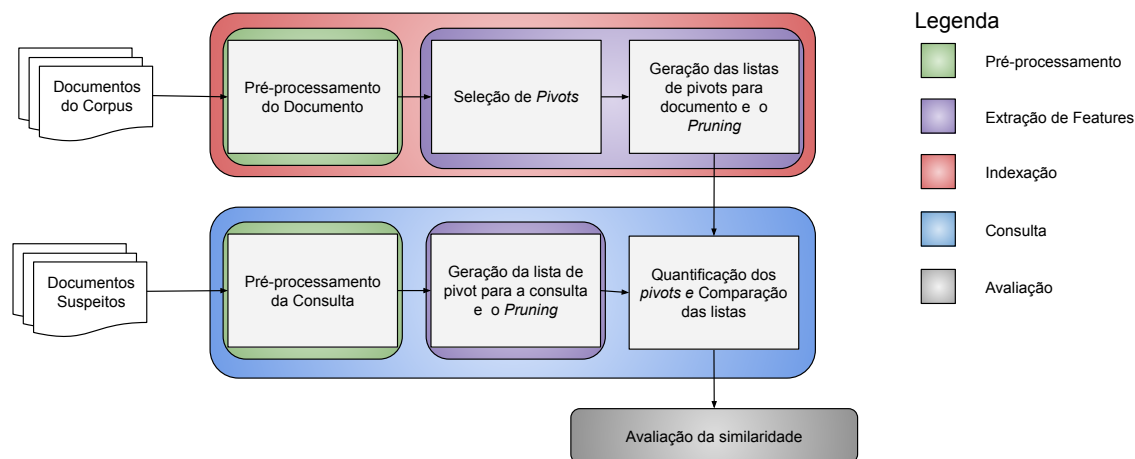 Documentos
do Corpus
Pré-processamento
do Documento
Seleção de Pivots
Geração das listas
de pivots para
documento e o
Pruning
Documentos
Suspeitos
Pré-processamento
da Consulta
Geração da lista de
pivot para a consulta
e o Pruning
Quantificação dos
pivots e Comparação
das listas
Avaliação da similaridade
Legenda
Pré-processamento
Extração de Features
Indexação
Consulta
Avaliação